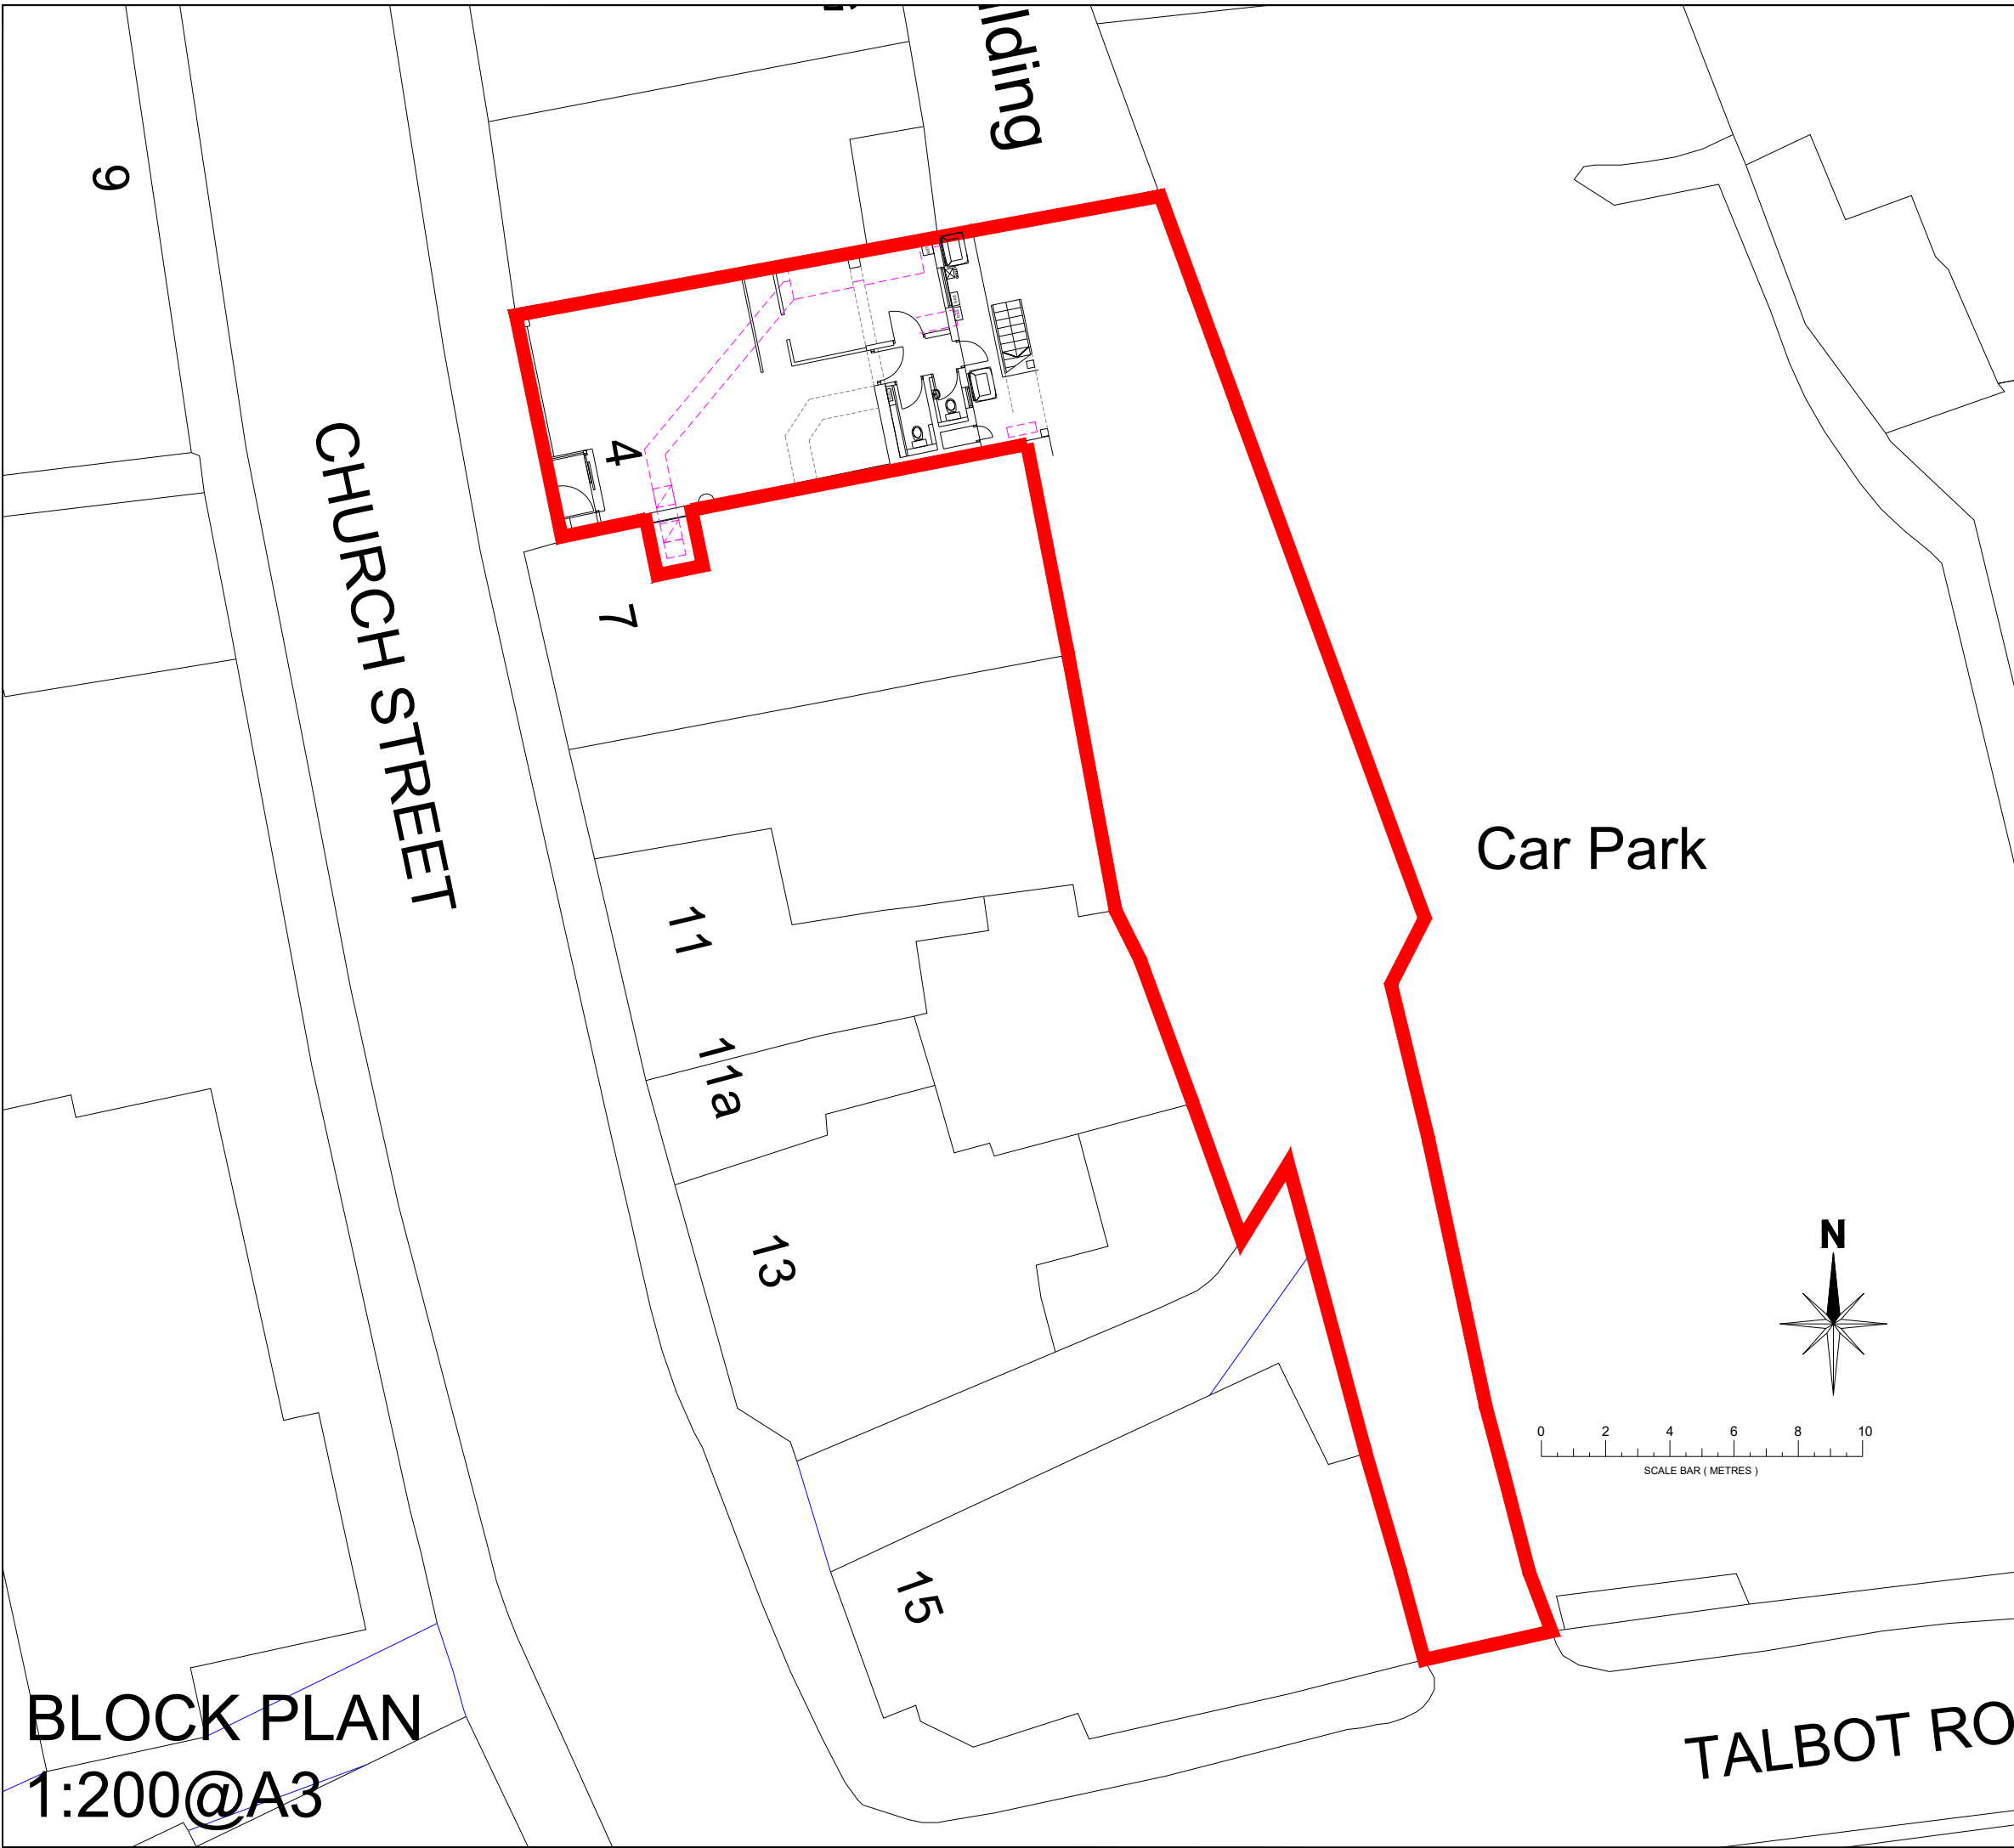 ilding
9
CHURCH STREET
4
7
Car Park
11
11a
13
N
0 2 4 6 8 10
SCALE BAR ( METRES )
15
BLOCK PLAN
1:200@A3
TALBOT RO